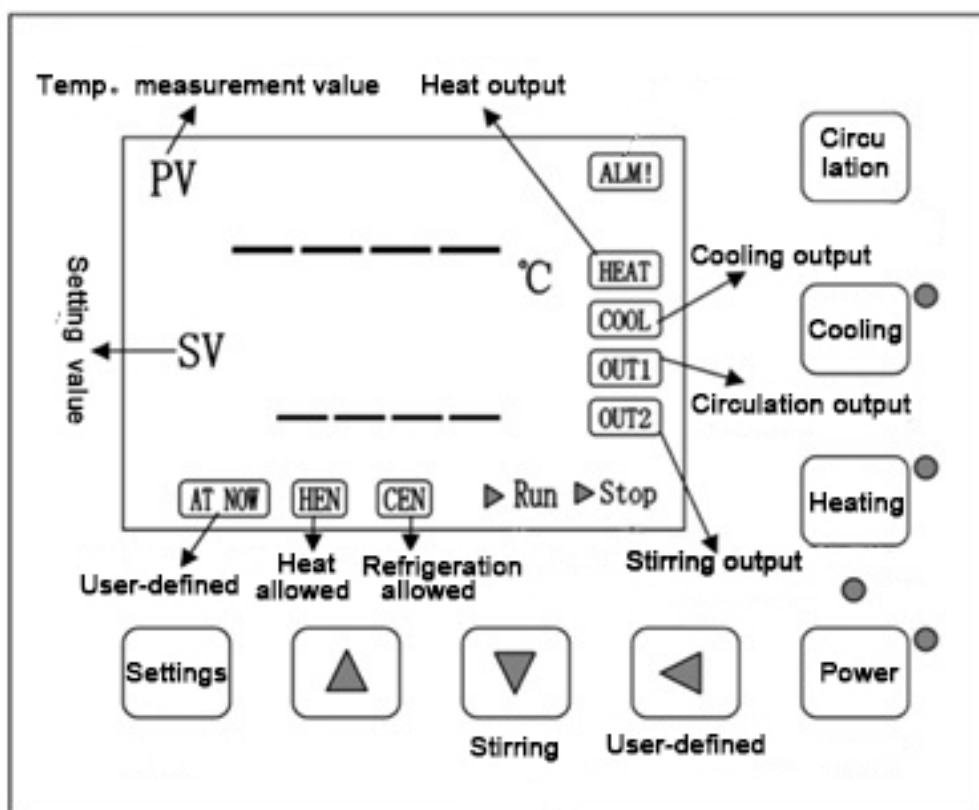 Temp. measurement value
Heat output
Circu
lation
PV
ALM!
℃
HEAT
Cooling output
COOL
Cooling
Setting value
SV
OUT1
Circulation output
OUT2
AT NOW
HEN
CEN
Run
Stop
Heating
User-defined
Heat
allowed
Refrigeration
allowed
Stirring output
Settings
Power
Stirring
User-defined